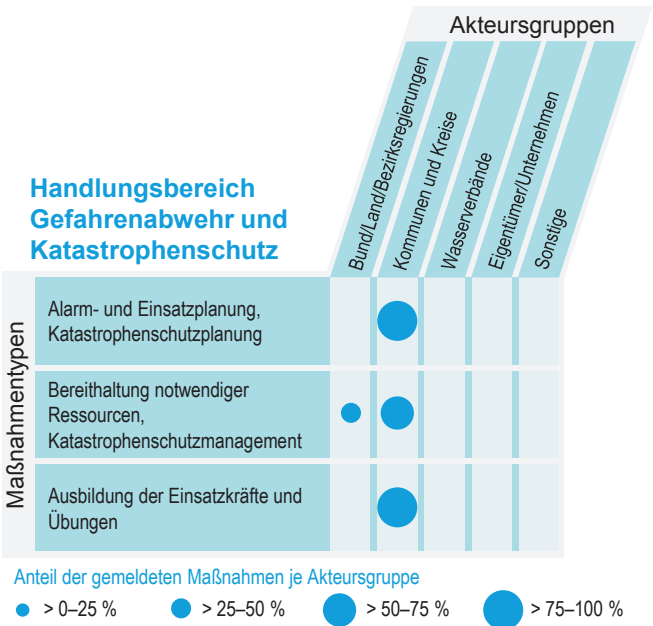 Akteursgruppen
Bund/Land/Bezirksregierungen
Kommunen und Kreise
Wasserverbände
Eigentümer/Unternehmen
Sonstige
Handlungsbereich
Gefahrenabwehr und
Katastrophenschutz
Maßnahmentypen
Alarm- und Einsatzplanung,
Katastrophenschutzplanung
Bereithaltung notwendiger
Ressourcen,
Katastrophenschutzmanagement
Ausbildung der Einsatzkräfte und
Übungen
Anteil der gemeldeten Maßnahmen je Akteursgruppe
> 0–25 % > 25–50 % > 50–75 % > 75–100 %